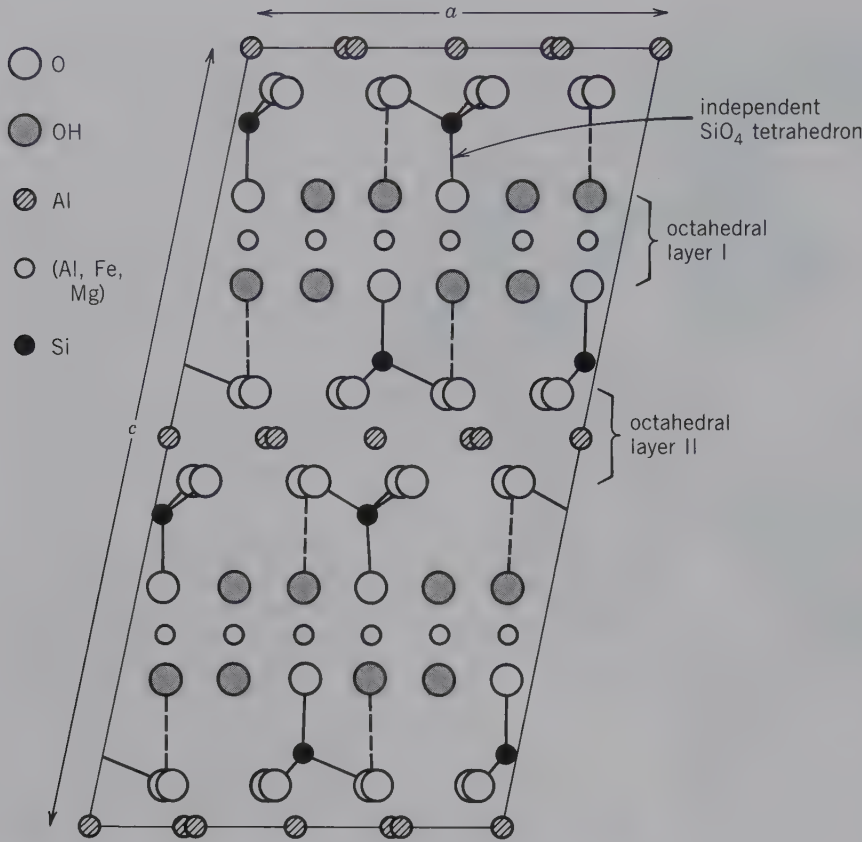 a
O
OH
Al
(Al, Fe,
Mg)
Si
independent
SiO₄ tetrahedron
octahedral
layer I
c
octahedral
layer II